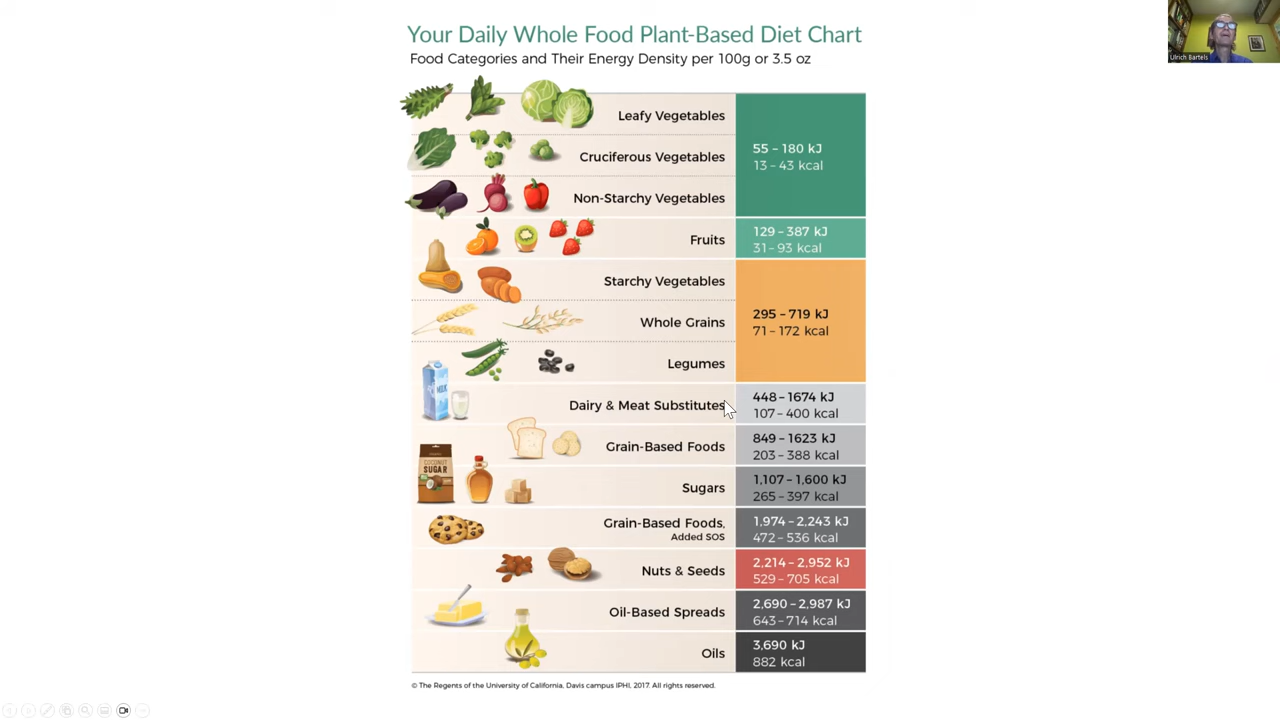 Your Daily Whole Food Plant-Based Diet Chart
Food Categories and Their Energy Density per 100g or 3.5 oz
Ulrich Bartels
Leafy Vegetables
Cruciferous Vegetables
Non-Starchy Vegetables
55 – 180 kJ
13 – 43 kcal
Fruits
129 – 387 kJ
31 – 93 kcal
Starchy Vegetables
Whole Grains
Legumes
295 – 719 kJ
71 – 172 kcal
MILK
Dairy & Meat Substitutes
448 – 1674 kJ
107 – 400 kcal
Grain-Based Foods
849 – 1623 kJ
203 – 388 kcal
COCONUT
SUGAR
Sugars
1,107 – 1,600 kJ
265 – 397 kcal
Grain-Based Foods,
Added SOS
1,974 – 2,243 kJ
472 – 536 kcal
Nuts & Seeds
2,214 – 2,952 kJ
529 – 705 kcal
Oil-Based Spreads
2,690 – 2,987 kJ
643 – 714 kcal
Oils
3,690 kJ
882 kcal
© The Regents of the University of California, Davis campus IPHI, 2017. All rights reserved.